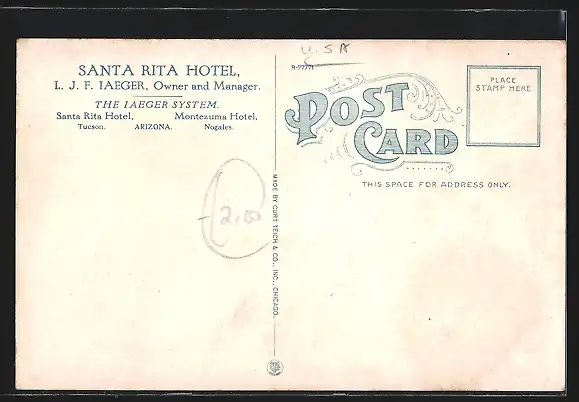 SANTA RITA HOTEL,
L. J. F. IAEGER, Owner and Manager.
THE IAEGER SYSTEM.
Santa Rita Hotel, Montezuma Hotel,
Tucson. ARIZONA. Nogales.
2,00
MADE BY CURT TEICH & CO., INC., CHICAGO.
U.S.A
R-77771
POST
CARD
THIS SPACE FOR ADDRESS ONLY.
PLACE
STAMP HERE